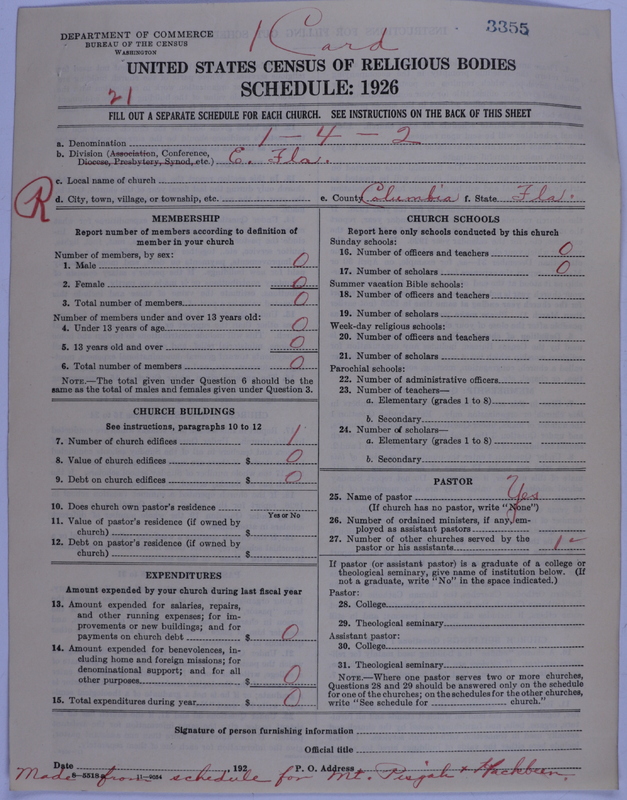 DEPARTMENT OF COMMERCE
BUREAU OF THE CENSUS
WASHINGTON
1 Card
3355
UNITED STATES CENSUS OF RELIGIOUS BODIES
SCHEDULE: 1926
21
FILL OUT A SEPARATE SCHEDULE FOR EACH CHURCH. SEE INSTRUCTIONS ON THE BACK OF THIS SHEET
a. Denomination 1-4-2
b. Division (Association, Conference, Diocese, Presbytery, Synod, etc.) E. Fla.
c. Local name of church
R
d. City, town, village, or township, etc. e. County Columbia f. State Fla.
MEMBERSHIP
Report number of members according to definition of
member in your church
Number of members, by sex:
1. Male 0
2. Female 0
3. Total number of members 0
Number of members under and over 13 years old:
4. Under 13 years of age 0
5. 13 years old and over 0
6. Total number of members 0
NOTE.—The total given under Question 6 should be the
same as the total of males and females given under Question 3.
CHURCH BUILDINGS
See instructions, paragraphs 10 to 12
7. Number of church edifices 1
8. Value of church edifices $ 0
9. Debt on church edifices $ 0
10. Does church own pastor's residence
Yes or No
11. Value of pastor's residence (if owned by
church) $
12. Debt on pastor's residence (if owned by
church) $
EXPENDITURES
Amount expended by your church during last fiscal year
13. Amount expended for salaries, repairs,
and other running expenses; for im-
provements or new buildings; and for
payments on church debt $ 0
14. Amount expended for benevolences, in-
cluding home and foreign missions; for
denominational support; and for all
other purposes $ 0
15. Total expenditures during year $ 0
CHURCH SCHOOLS
Report here only schools conducted by this church
Sunday schools:
16. Number of officers and teachers 0
17. Number of scholars 0
Summer vacation Bible schools:
18. Number of officers and teachers
19. Number of scholars
Week-day religious schools:
20. Number of officers and teachers
21. Number of scholars
Parochial schools:
22. Number of administrative officers
23. Number of teachers—
a. Elementary (grades 1 to 8)
b. Secondary
24. Number of scholars—
a. Elementary (grades 1 to 8)
b. Secondary
PASTOR
25. Name of pastor Yes
(If church has no pastor, write "None")
26. Number of ordained ministers, if any, em-
ployed as assistant pastors
27. Number of other churches served by the
pastor or his assistants 1
If pastor (or assistant pastor) is a graduate of a college or
theological seminary, give name of institution below. (If
not a graduate, write "No" in the space indicated.)
Pastor:
28. College
29. Theological seminary
Assistant pastor:
30. College
31. Theological seminary
NOTE.—Where one pastor serves two or more churches,
Questions 28 and 29 should be answered only on the schedule
for one of the churches; on the schedules for the other churches,
write "See schedule for church."
Signature of person furnishing information
Official title
Date , 192 P. O. Address
8-5518a 11-9034
Made from schedule for Mt. Pisgah +